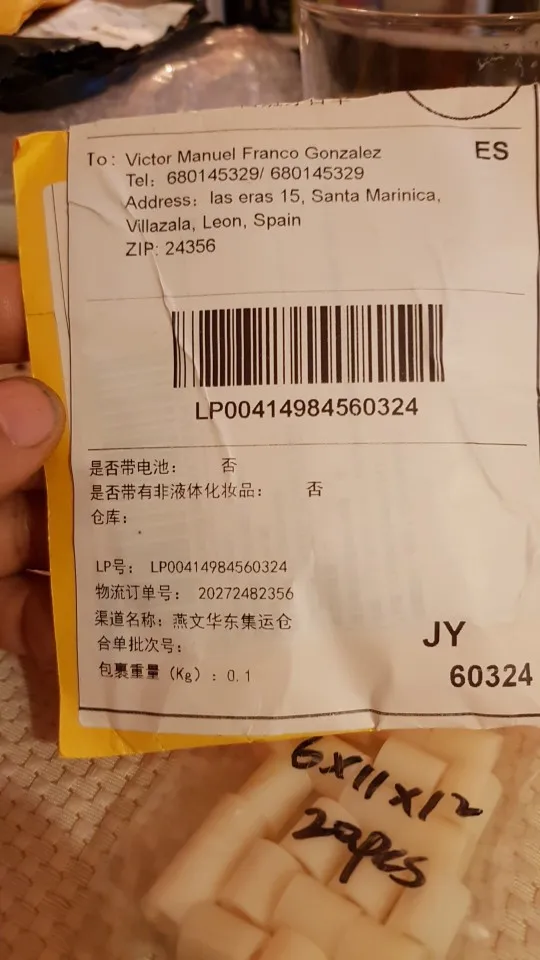 To: Victor Manuel Franco Gonzalez
ES
Tel: 680145329/ 680145329
Address: las eras 15, Santa Marinica,
Villazala, Leon, Spain
ZIP: 24356
LP00414984560324
是否带电池: 否
是否带有非液体化妆品: 否
仓库:
LP号: LP00414984560324
物流订单号: 20272482356
渠道名称: 燕文华东集运仓
合单批次号:
JY
包裹重量 (Kg) : 0.1
60324
6x11x12
20pcs